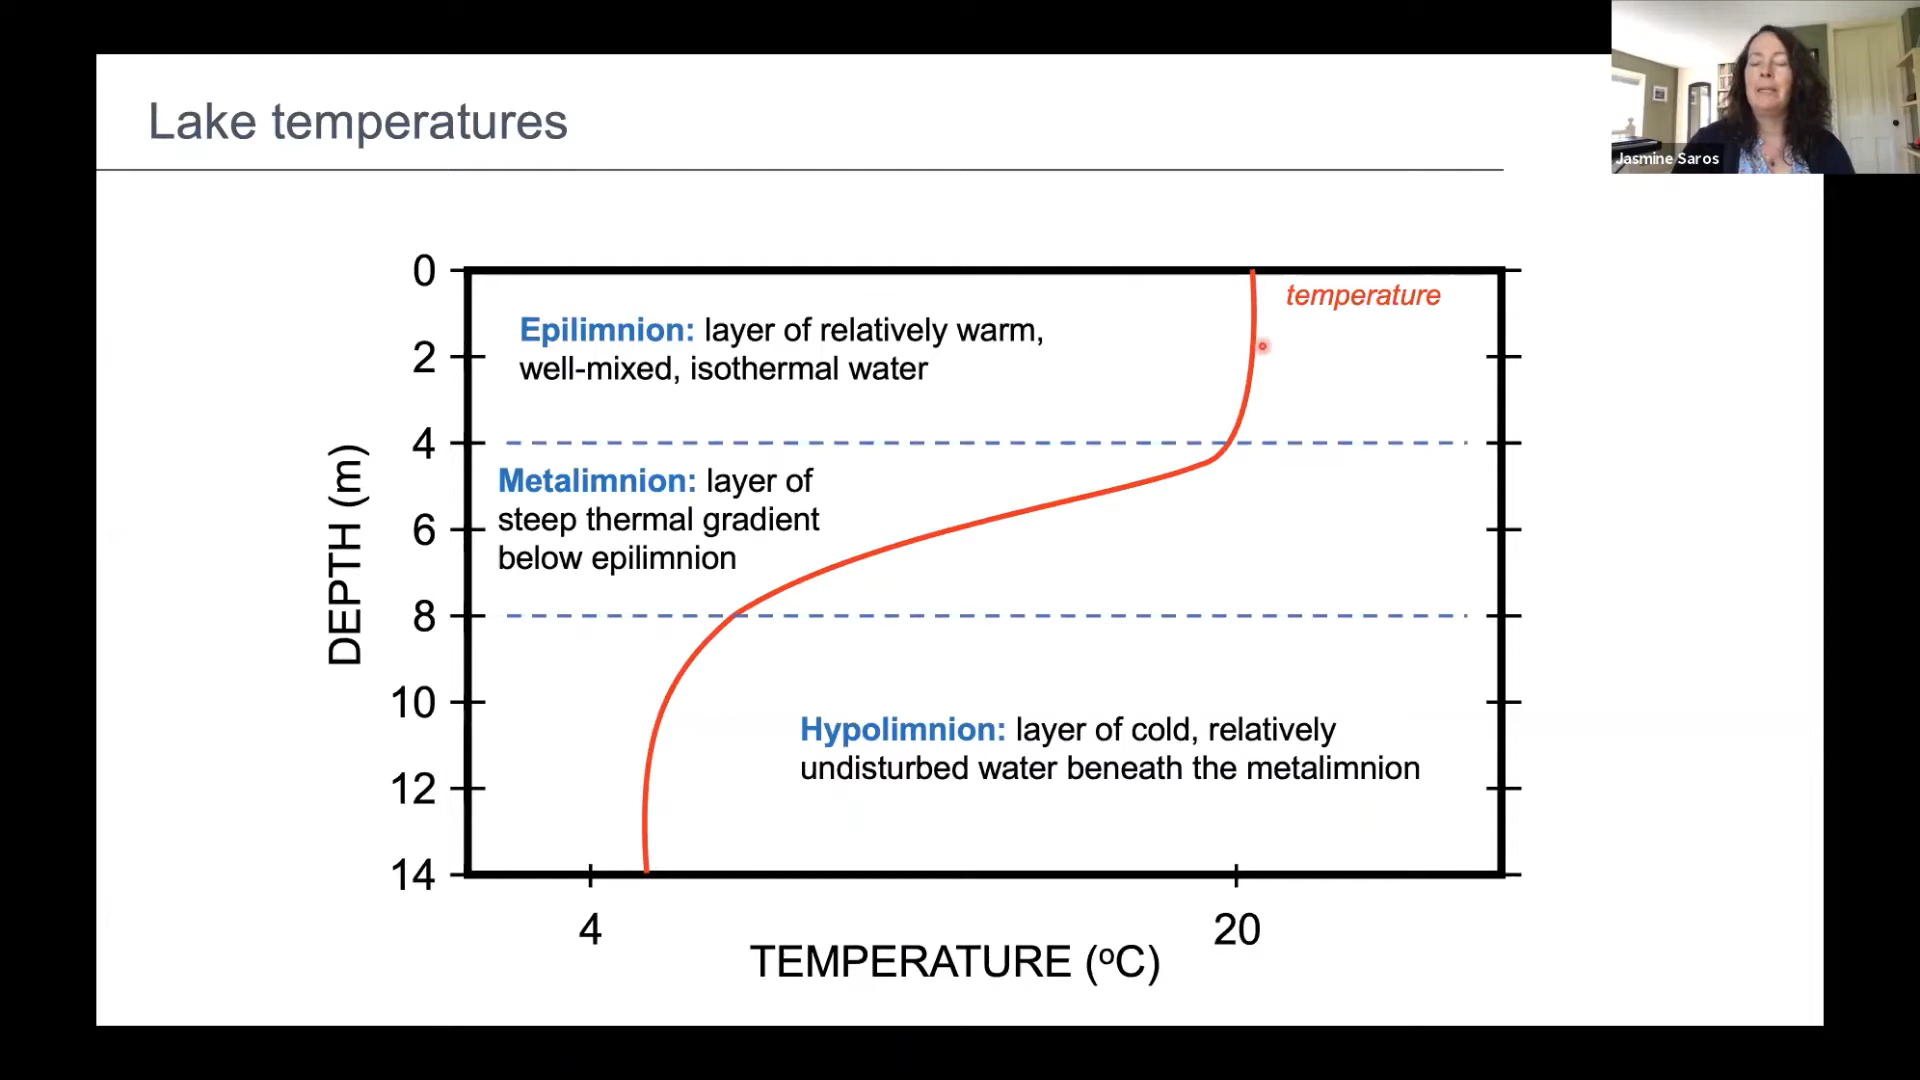 Lake temperatures
Jasmine Saros
0
2
4
6
8
10
12
14
DEPTH (m)
temperature
Epilimnion: layer of relatively warm,
well-mixed, isothermal water
Metalimnion: layer of
steep thermal gradient
below epilimnion
Hypolimnion: layer of cold, relatively
undisturbed water beneath the metalimnion
4
20
TEMPERATURE (ºC)